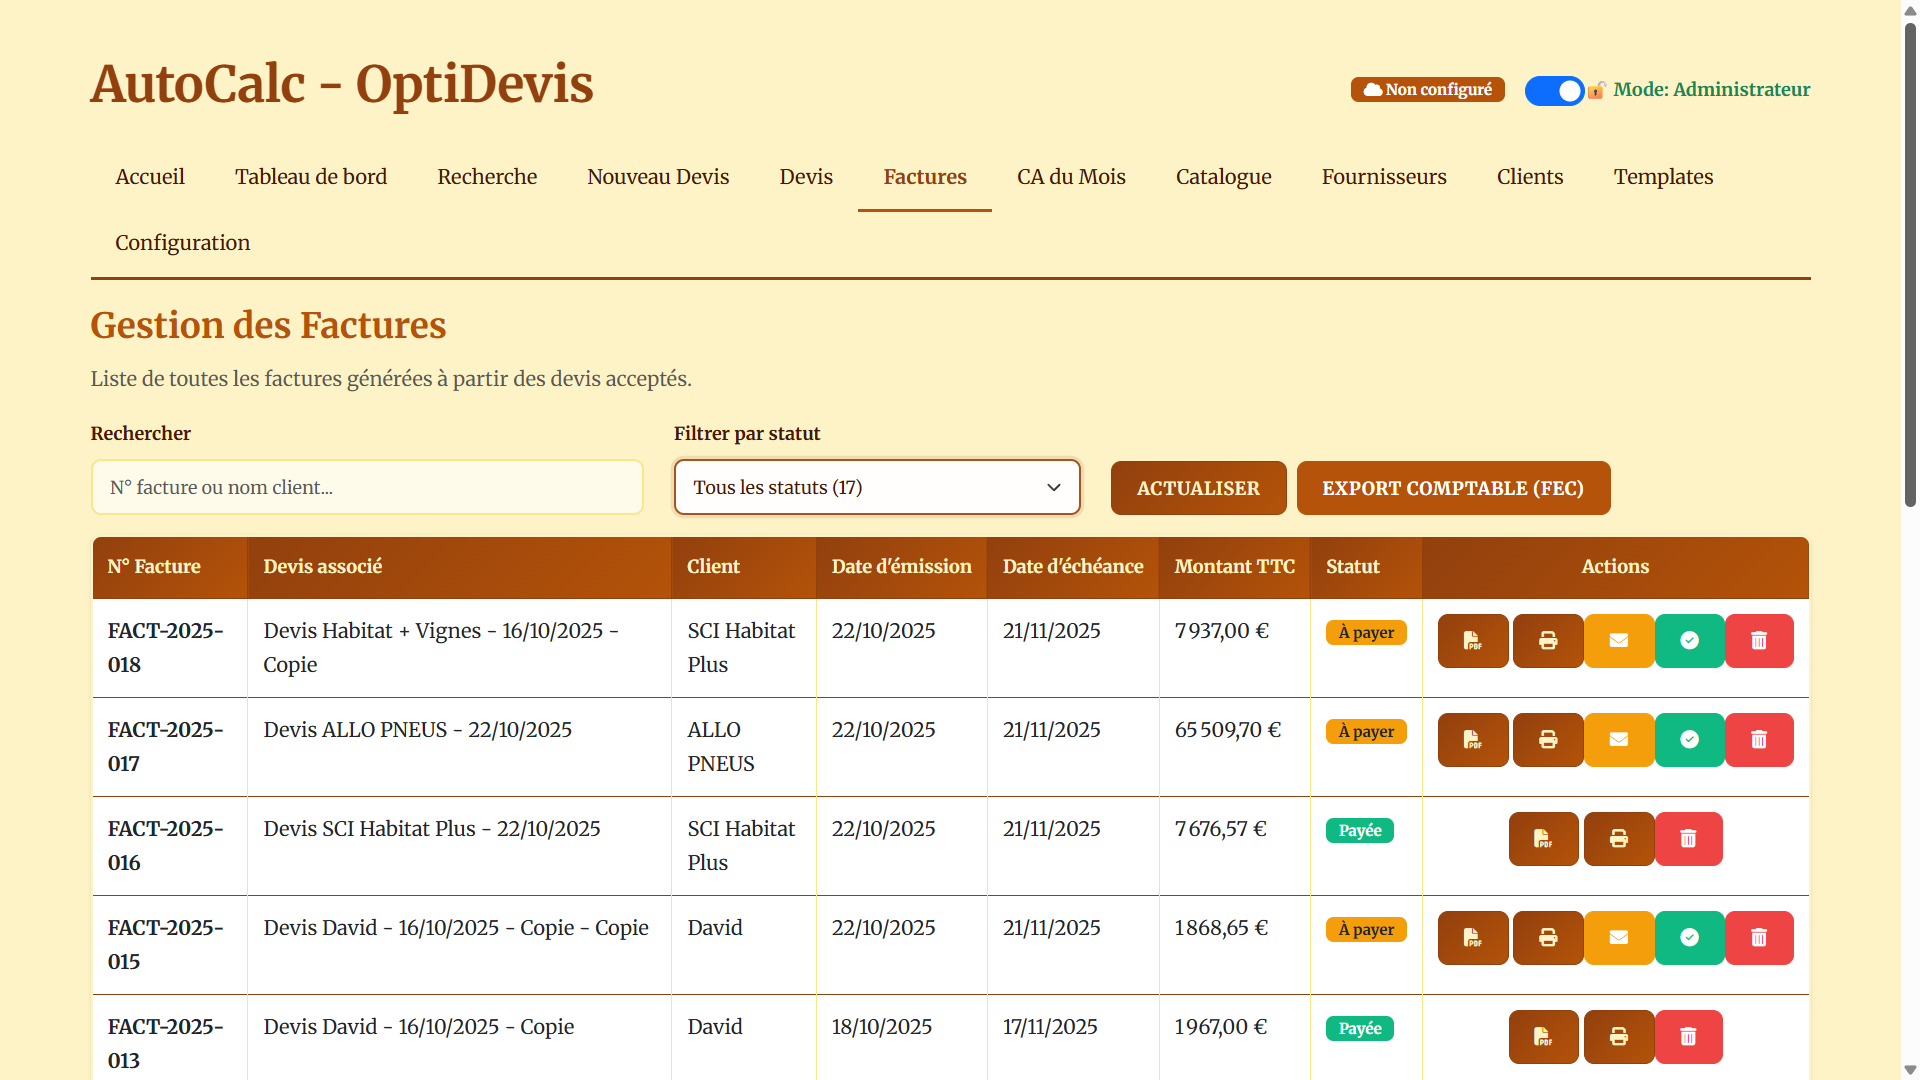 AutoCalc - OptiDevis
Non configuré
Mode: Administrateur
Accueil
Tableau de bord
Recherche
Nouveau Devis
Devis
Factures
CA du Mois
Catalogue
Fournisseurs
Clients
Templates
Configuration
Gestion des Factures
Liste de toutes les factures générées à partir des devis acceptés.
Rechercher
Filtrer par statut
N° facture ou nom client...
Tous les statuts (17)
ACTUALISER
EXPORT COMPTABLE (FEC)
N° Facture
Devis associé
Client
Date d'émission
Date d'échéance
Montant TTC
Statut
Actions
FACT-2025-
018
Devis Habitat + Vignes - 16/10/2025 -
Copie
SCI Habitat
Plus
22/10/2025
21/11/2025
7 937,00 €
À payer
PDF
FACT-2025-
017
Devis ALLO PNEUS - 22/10/2025
ALLO
PNEUS
22/10/2025
21/11/2025
65 509,70 €
À payer
PDF
FACT-2025-
016
Devis SCI Habitat Plus - 22/10/2025
SCI Habitat
Plus
22/10/2025
21/11/2025
7 676,57 €
Payée
PDF
FACT-2025-
015
Devis David - 16/10/2025 - Copie - Copie
David
22/10/2025
21/11/2025
1 868,65 €
À payer
PDF
FACT-2025-
013
Devis David - 16/10/2025 - Copie
David
18/10/2025
17/11/2025
1 967,00 €
Payée
PDF